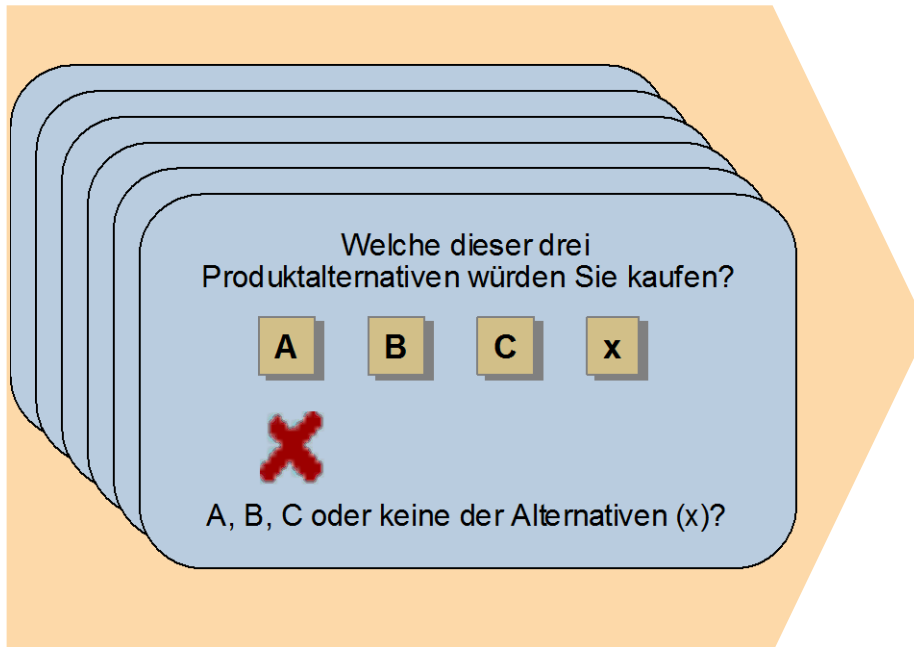 Welche dieser drei
Produktalternativen würden Sie kaufen?
A B C x
A, B, C oder keine der Alternativen (x)?